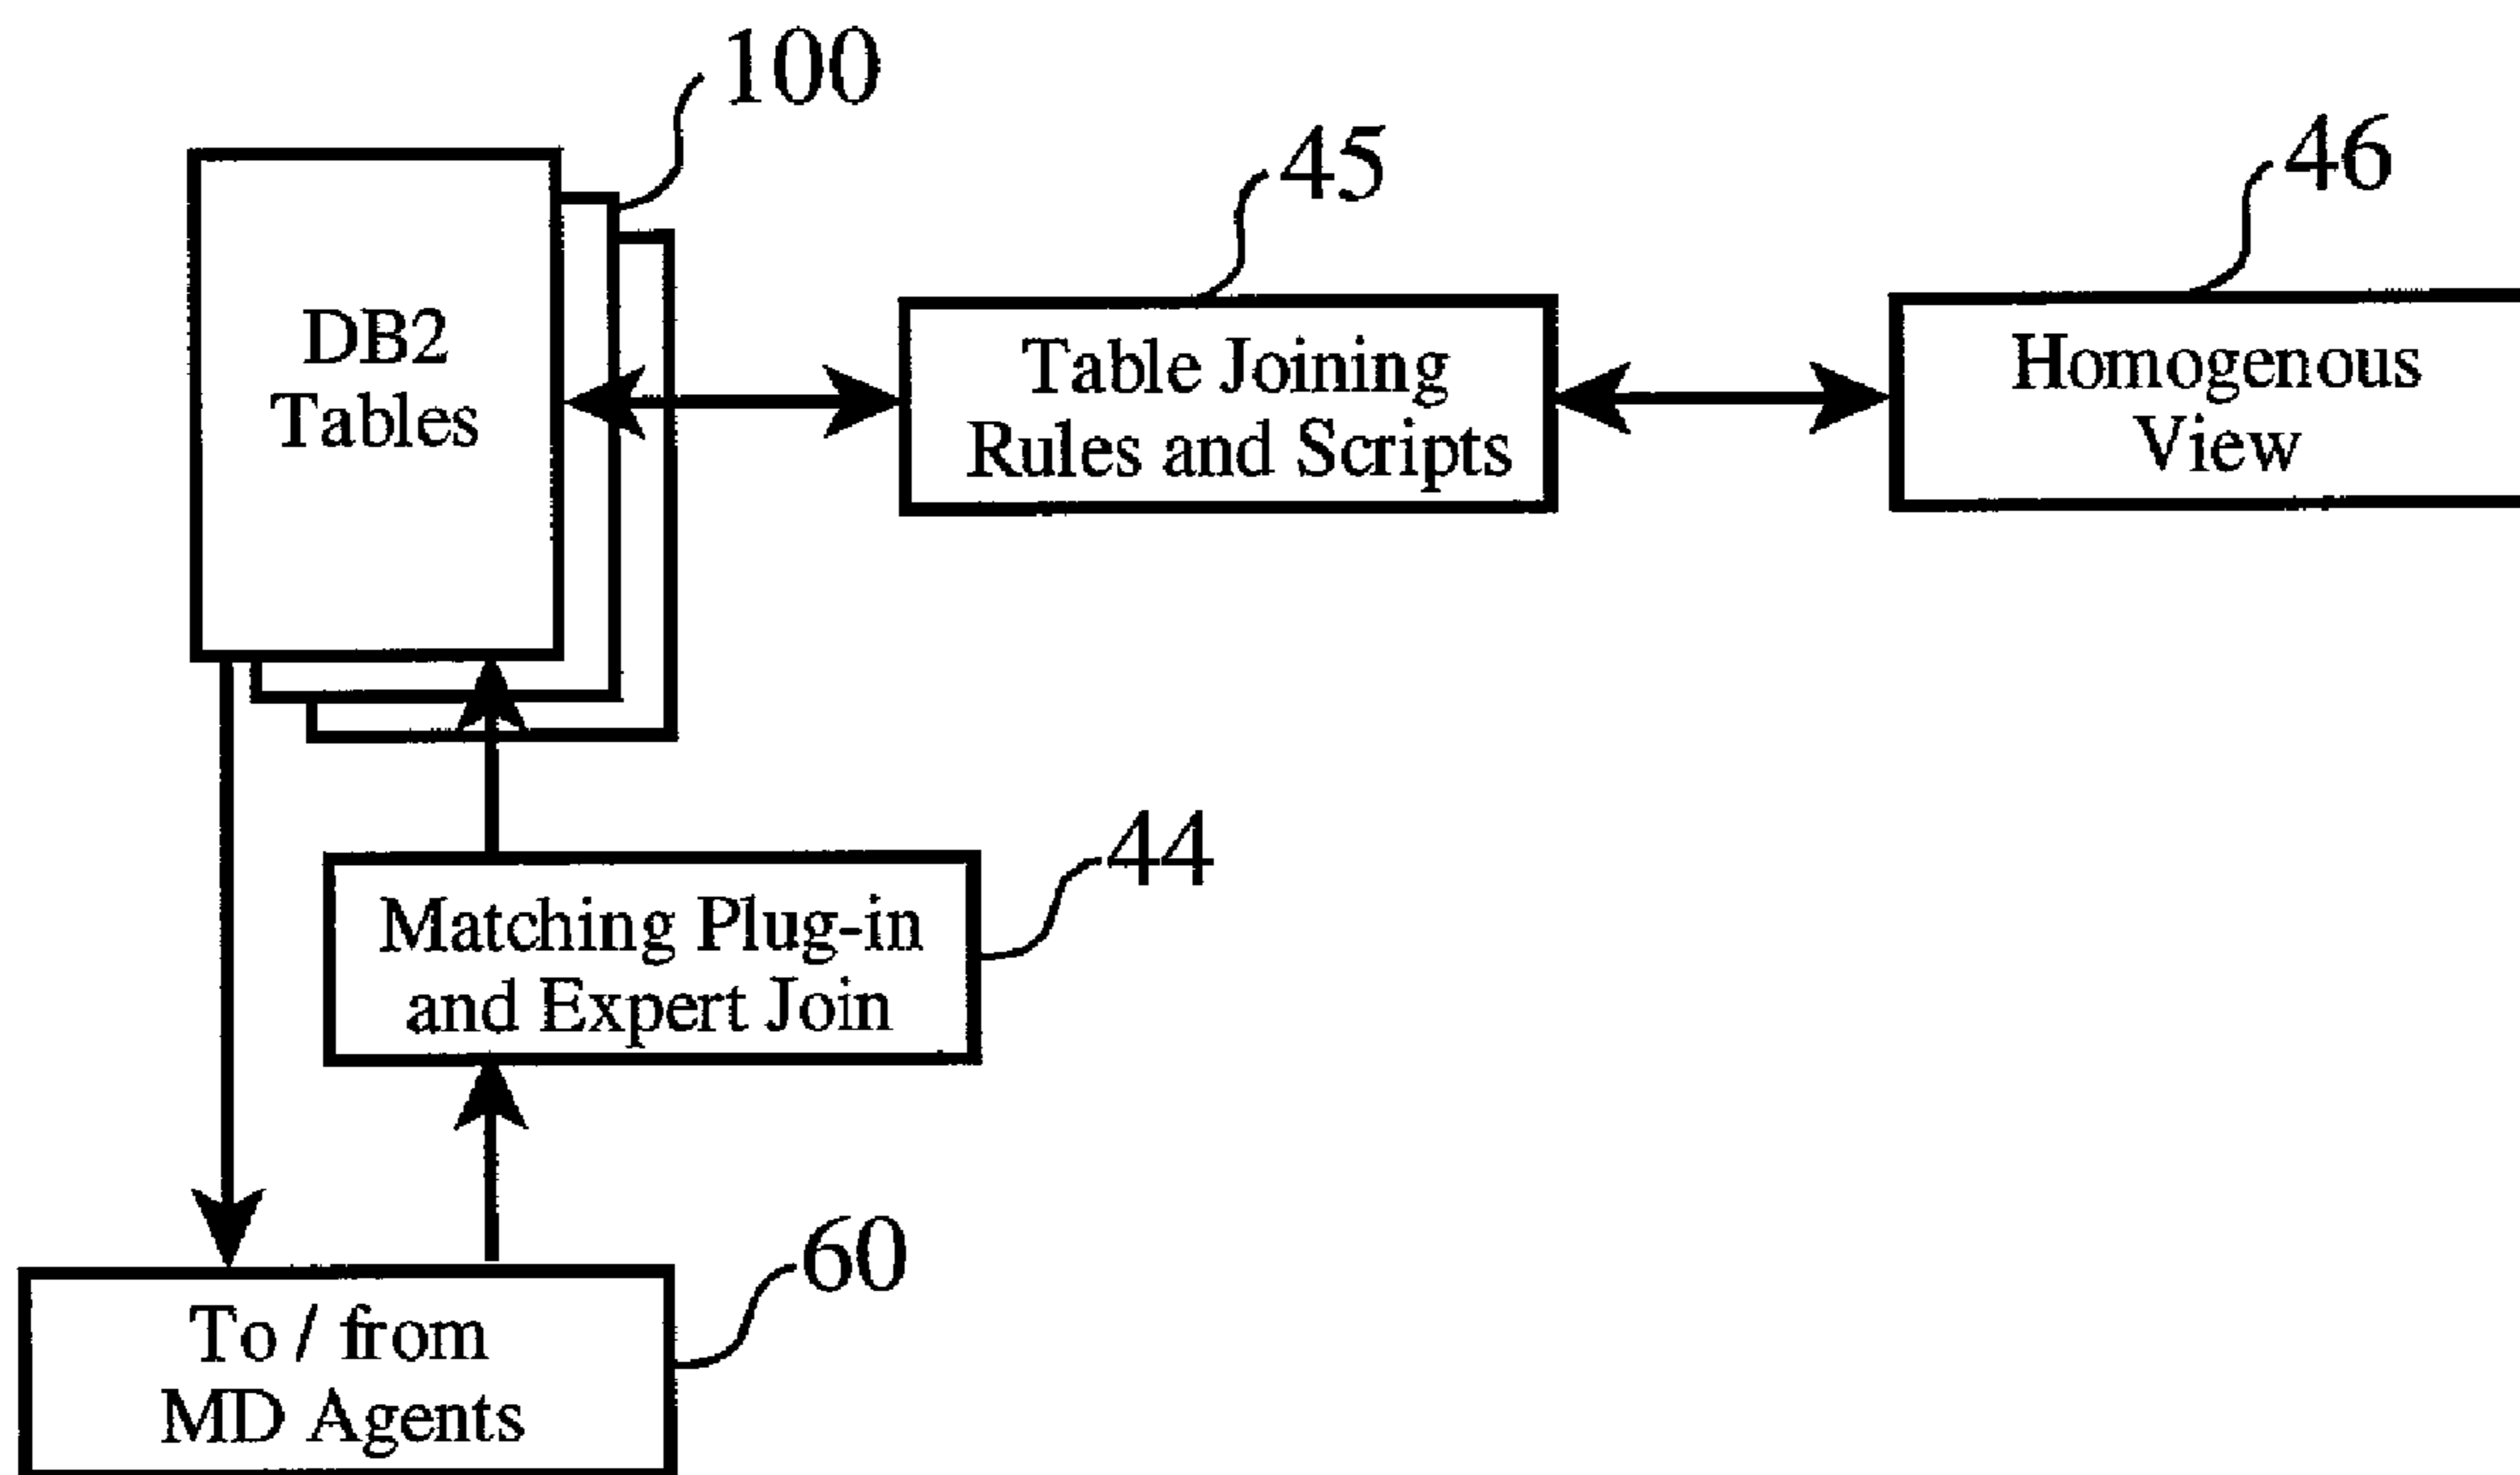 100
45
46
DB2
Tables
Table Joining
Rules and Scripts
Homogenous
View
44
Matching Plug-in
and Expert Join
60
To / from
MD Agents